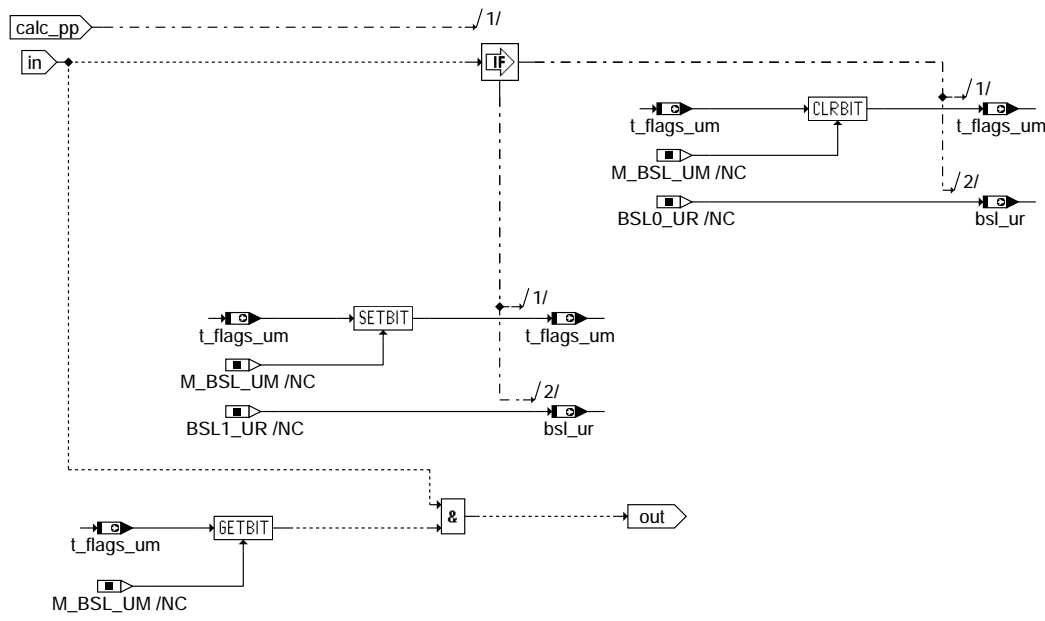 calc_pp
/1/
in
IF
/1/
t_flags_um
CLRBIT
t_flags_um
M_BSL_UM /NC
/2/
BSL0_UR /NC
bsl_ur
/1/
t_flags_um
SETBIT
t_flags_um
M_BSL_UM /NC
/2/
BSL1_UR /NC
bsl_ur
t_flags_um
GETBIT
&
out
M_BSL_UM /NC